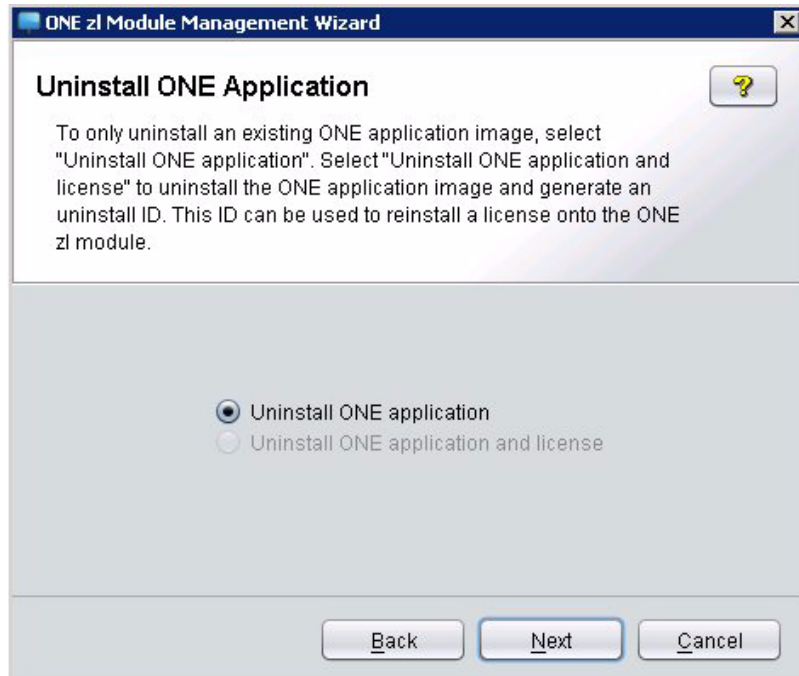 ONE zl Module Management Wizard
Uninstall ONE Application
?
To only uninstall an existing ONE application image, select
"Uninstall ONE application". Select "Uninstall ONE application and
license" to uninstall the ONE application image and generate an
uninstall ID. This ID can be used to reinstall a license onto the ONE
zl module.
Uninstall ONE application
Uninstall ONE application and license
Back
Next
Cancel